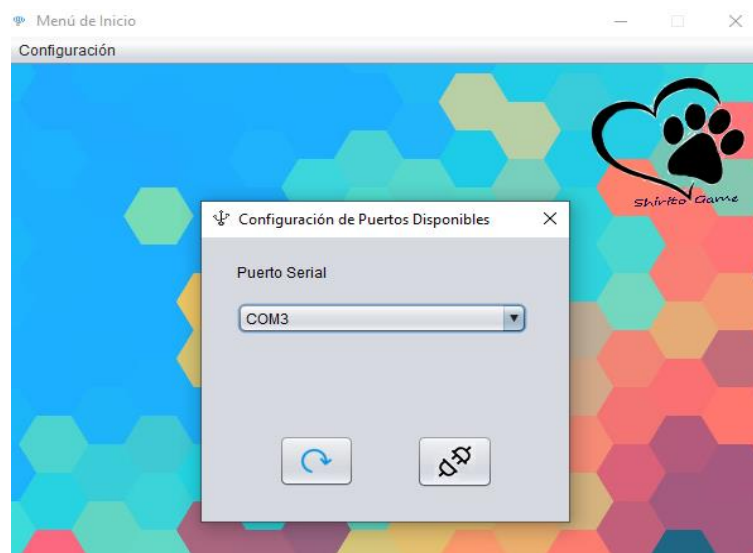 Menú de Inicio
Configuración
Shirito Game
Configuración de Puertos Disponibles
Puerto Serial
COM3